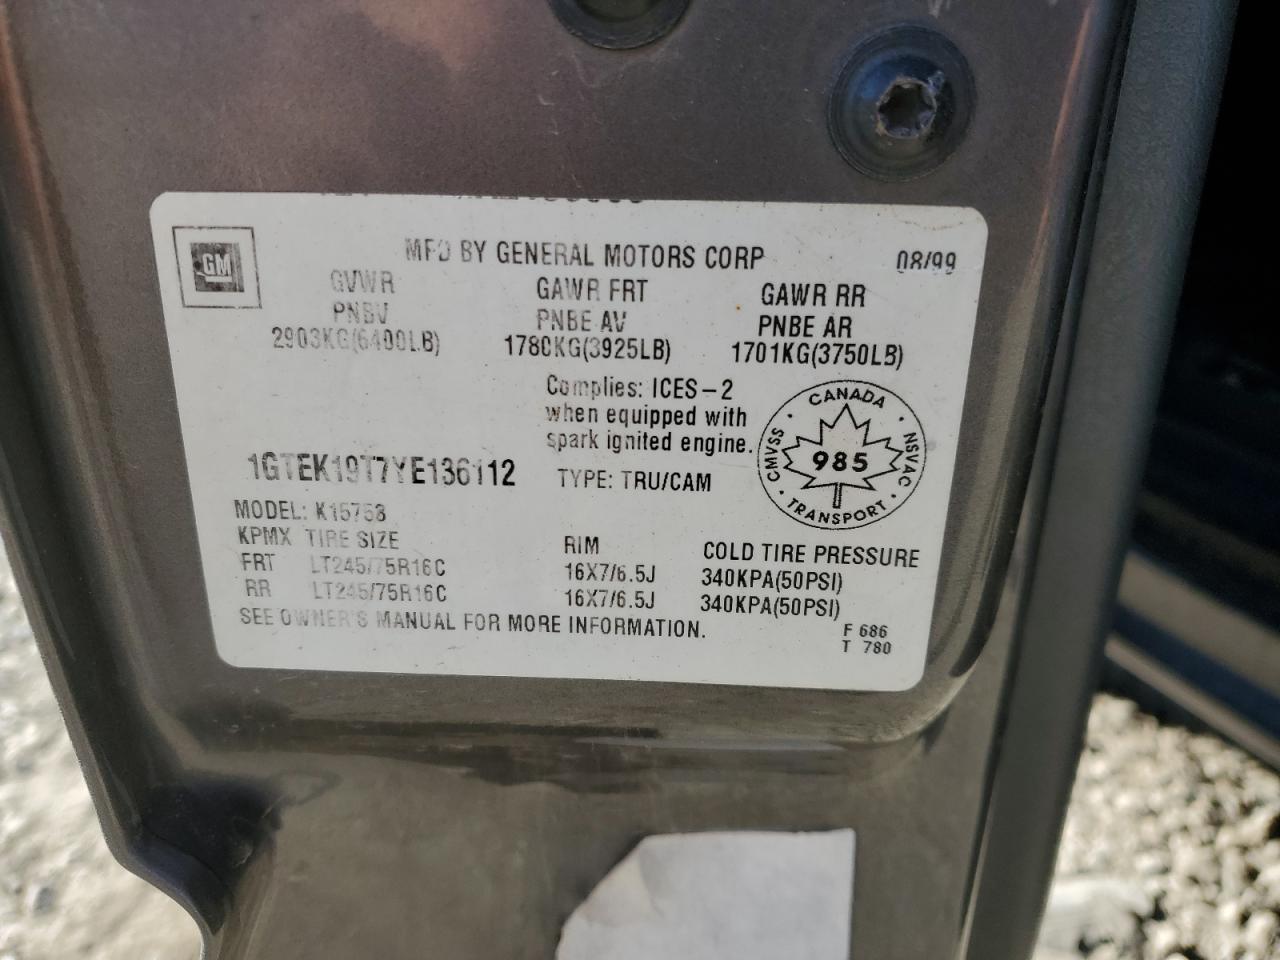 GM
MFD BY GENERAL MOTORS CORP 08/99
GVWR GAWR FRT GAWR RR
PNBV PNBE AV PNBE AR
2903KG(6400LB) 1780KG(3925LB) 1701KG(3750LB)
Complies: ICES-2
when equipped with
spark ignited engine.
CANADA
CMVSS 985 NSVAC
TRANSPORT
1GTEK19T7YE136112 TYPE: TRU/CAM
MODEL: K15753
KPMX TIRE SIZE RIM COLD TIRE PRESSURE
FRT LT245/75R16C 16X7/6.5J 340KPA(50PSI)
RR LT245/75R16C 16X7/6.5J 340KPA(50PSI)
SEE OWNER'S MANUAL FOR MORE INFORMATION.
F 686
T 780